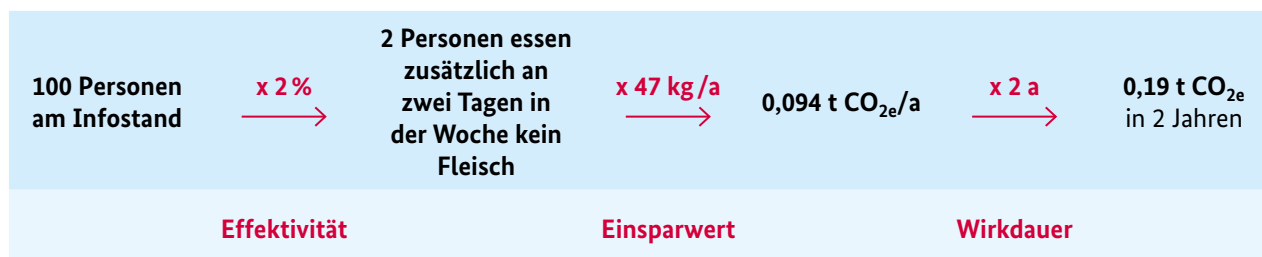 100 Personen
am Infostand
x 2 %
2 Personen essen
zusätzlich an
zwei Tagen in
der Woche kein
Fleisch
x 47 kg/a
0,094 t CO₂ₑ/a
x 2 a
0,19 t CO₂ₑ
in 2 Jahren
Effektivität
Einsparwert
Wirkdauer